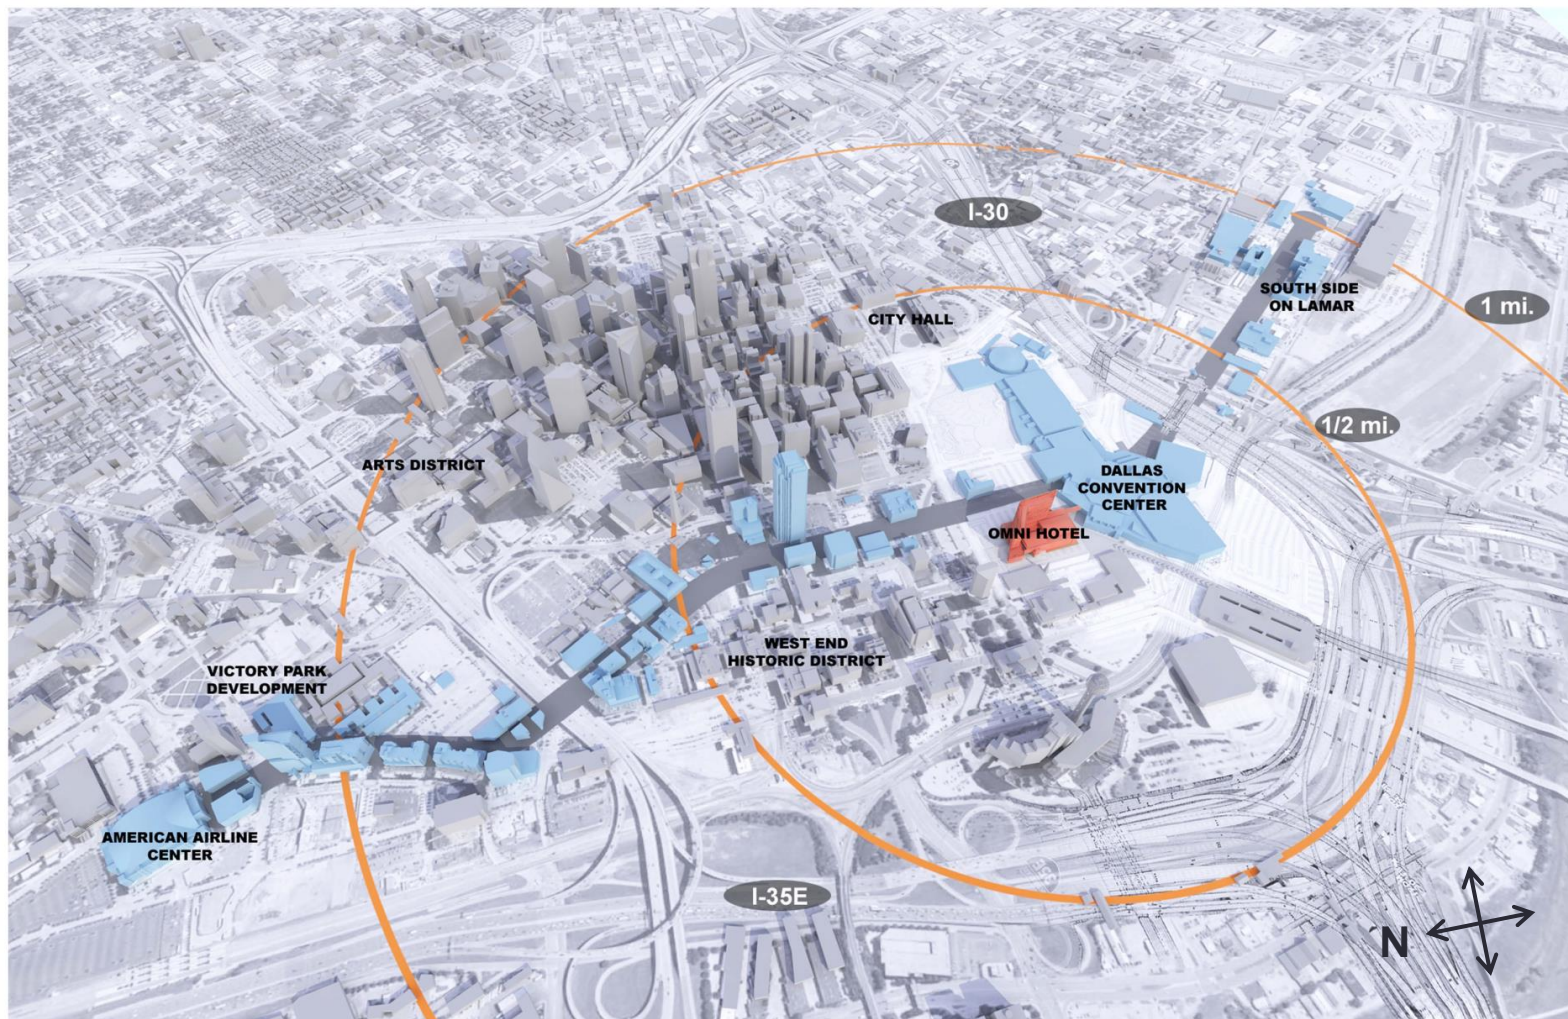 I-30
SOUTH SIDE
ON LAMAR
1 mi.
CITY HALL
1/2 mi.
ARTS DISTRICT
DALLAS
CONVENTION
CENTER
OMNI HOTEL
WEST END
HISTORIC DISTRICT
VICTORY PARK
DEVELOPMENT
AMERICAN AIRLINE
CENTER
I-35E
N